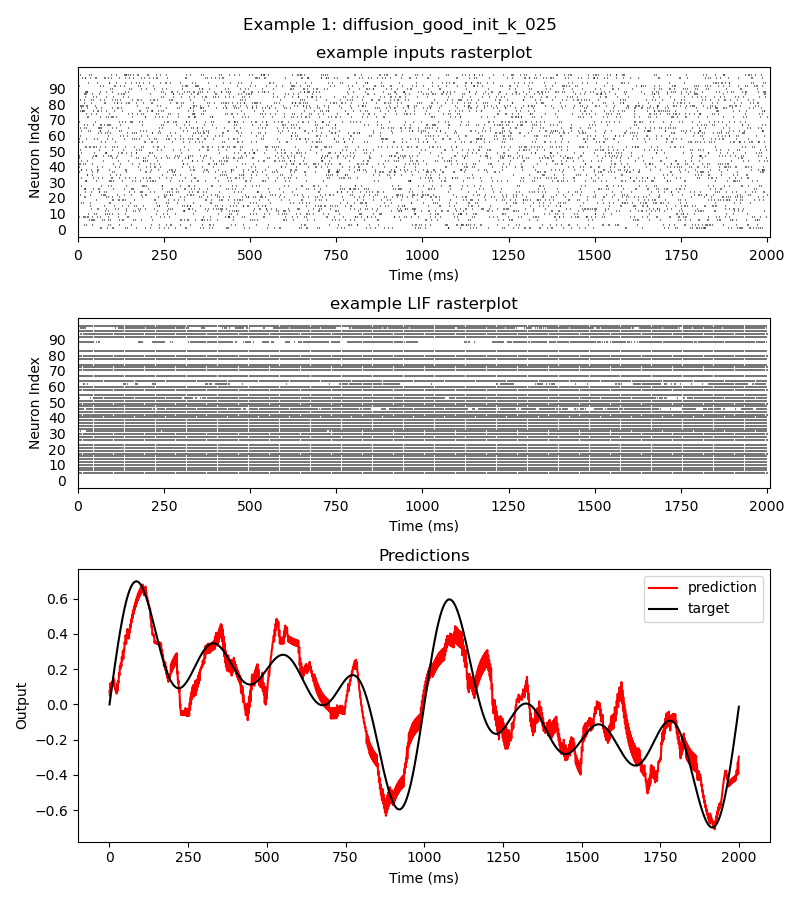 Example 1: diffusion_good_init_k_025
example inputs rasterplot
Neuron Index
90
80
70
60
50
40
30
20
10
0
0 250 500 750 1000 1250 1500 1750 2000
Time (ms)
example LIF rasterplot
Neuron Index
90
80
70
60
50
40
30
20
10
0
0 250 500 750 1000 1250 1500 1750 2000
Time (ms)
Predictions
prediction
target
Output
0.6
0.4
0.2
0.0
−0.2
−0.4
−0.6
0 250 500 750 1000 1250 1500 1750 2000
Time (ms)